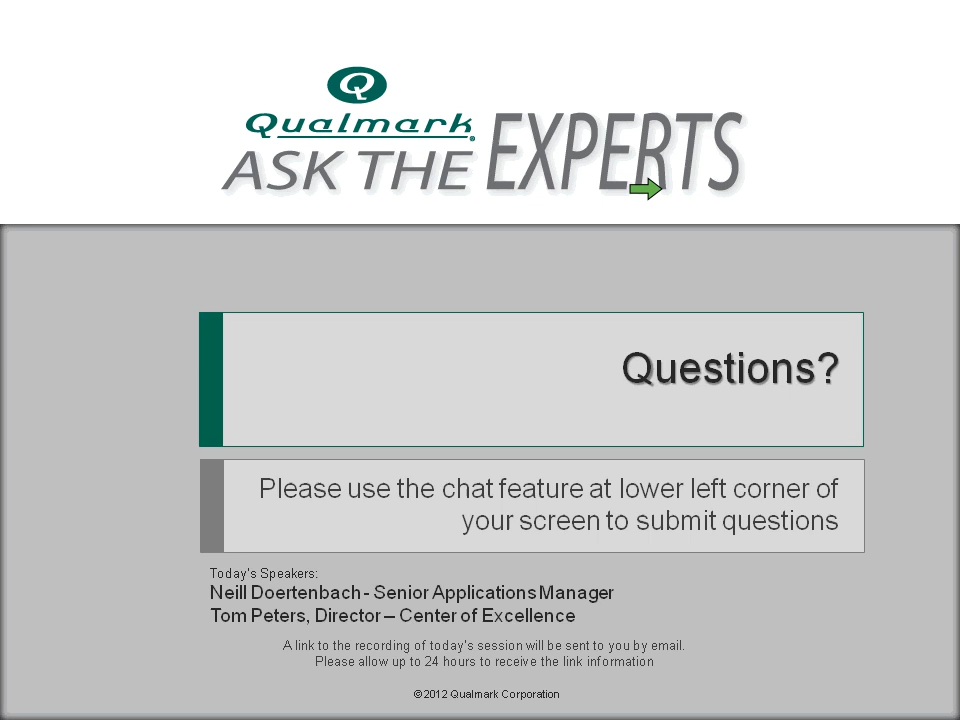 Q
Qualmark®
ASK THE EXPERTS
Questions?
Please use the chat feature at lower left corner of
your screen to submit questions
Today's Speakers:
Neill Doertenbach - Senior Applications Manager
Tom Peters, Director – Center of Excellence
A link to the recording of today's session will be sent to you by email.
Please allow up to 24 hours to receive the link information
©2012 Qualmark Corporation